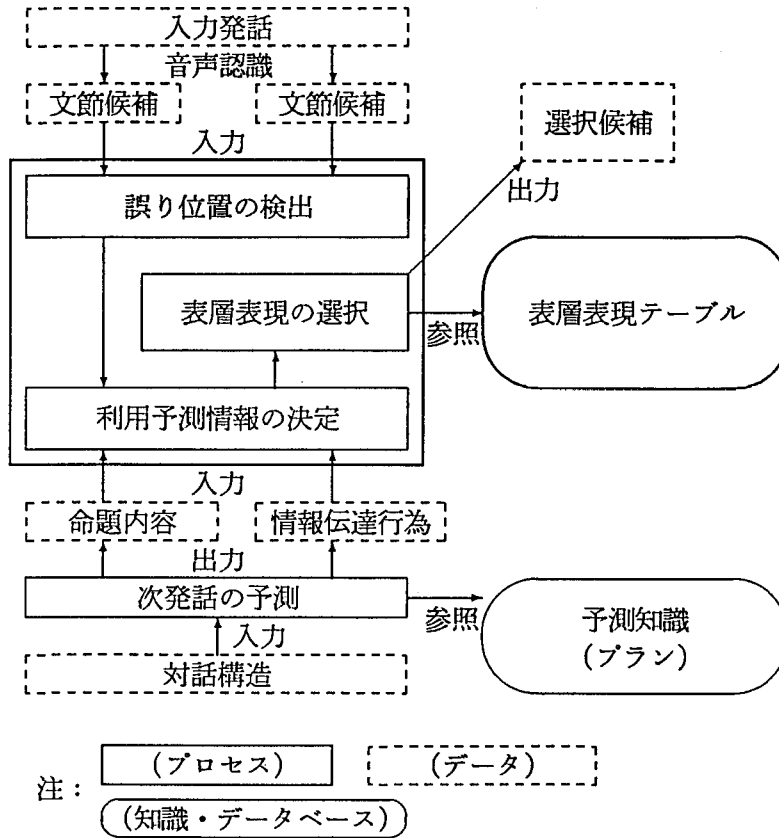 入力発話
音声認識
文節候補 文節候補
選択候補
入力
誤り位置の検出
出力
表層表現の選択
参照
表層表現テーブル
利用予測情報の決定
入力
命題内容 情報伝達行為
出力
次発話の予測
参照
予測知識
(プラン)
入力
対話構造
注：
(プロセス) (データ)
(知識・データベース)